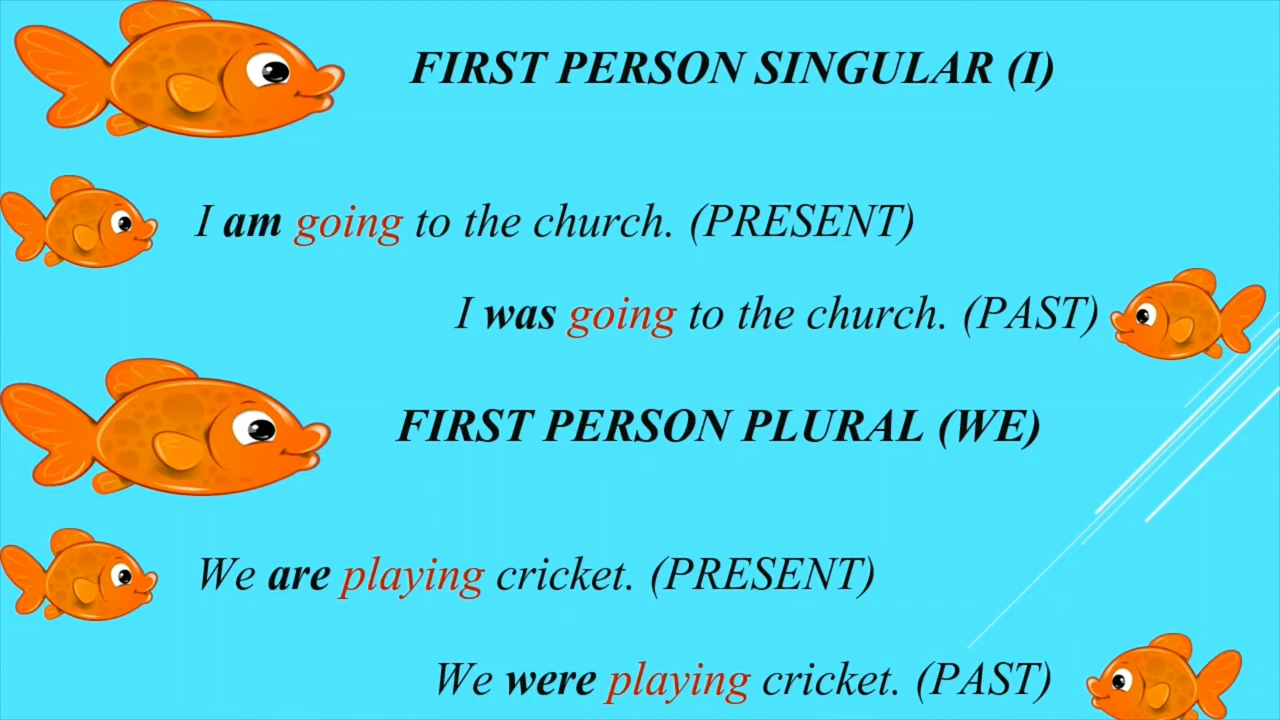 FIRST PERSON SINGULAR (I)
I am going to the church. (PRESENT)
I was going to the church. (PAST)
FIRST PERSON PLURAL (WE)
We are playing cricket. (PRESENT)
We were playing cricket. (PAST)